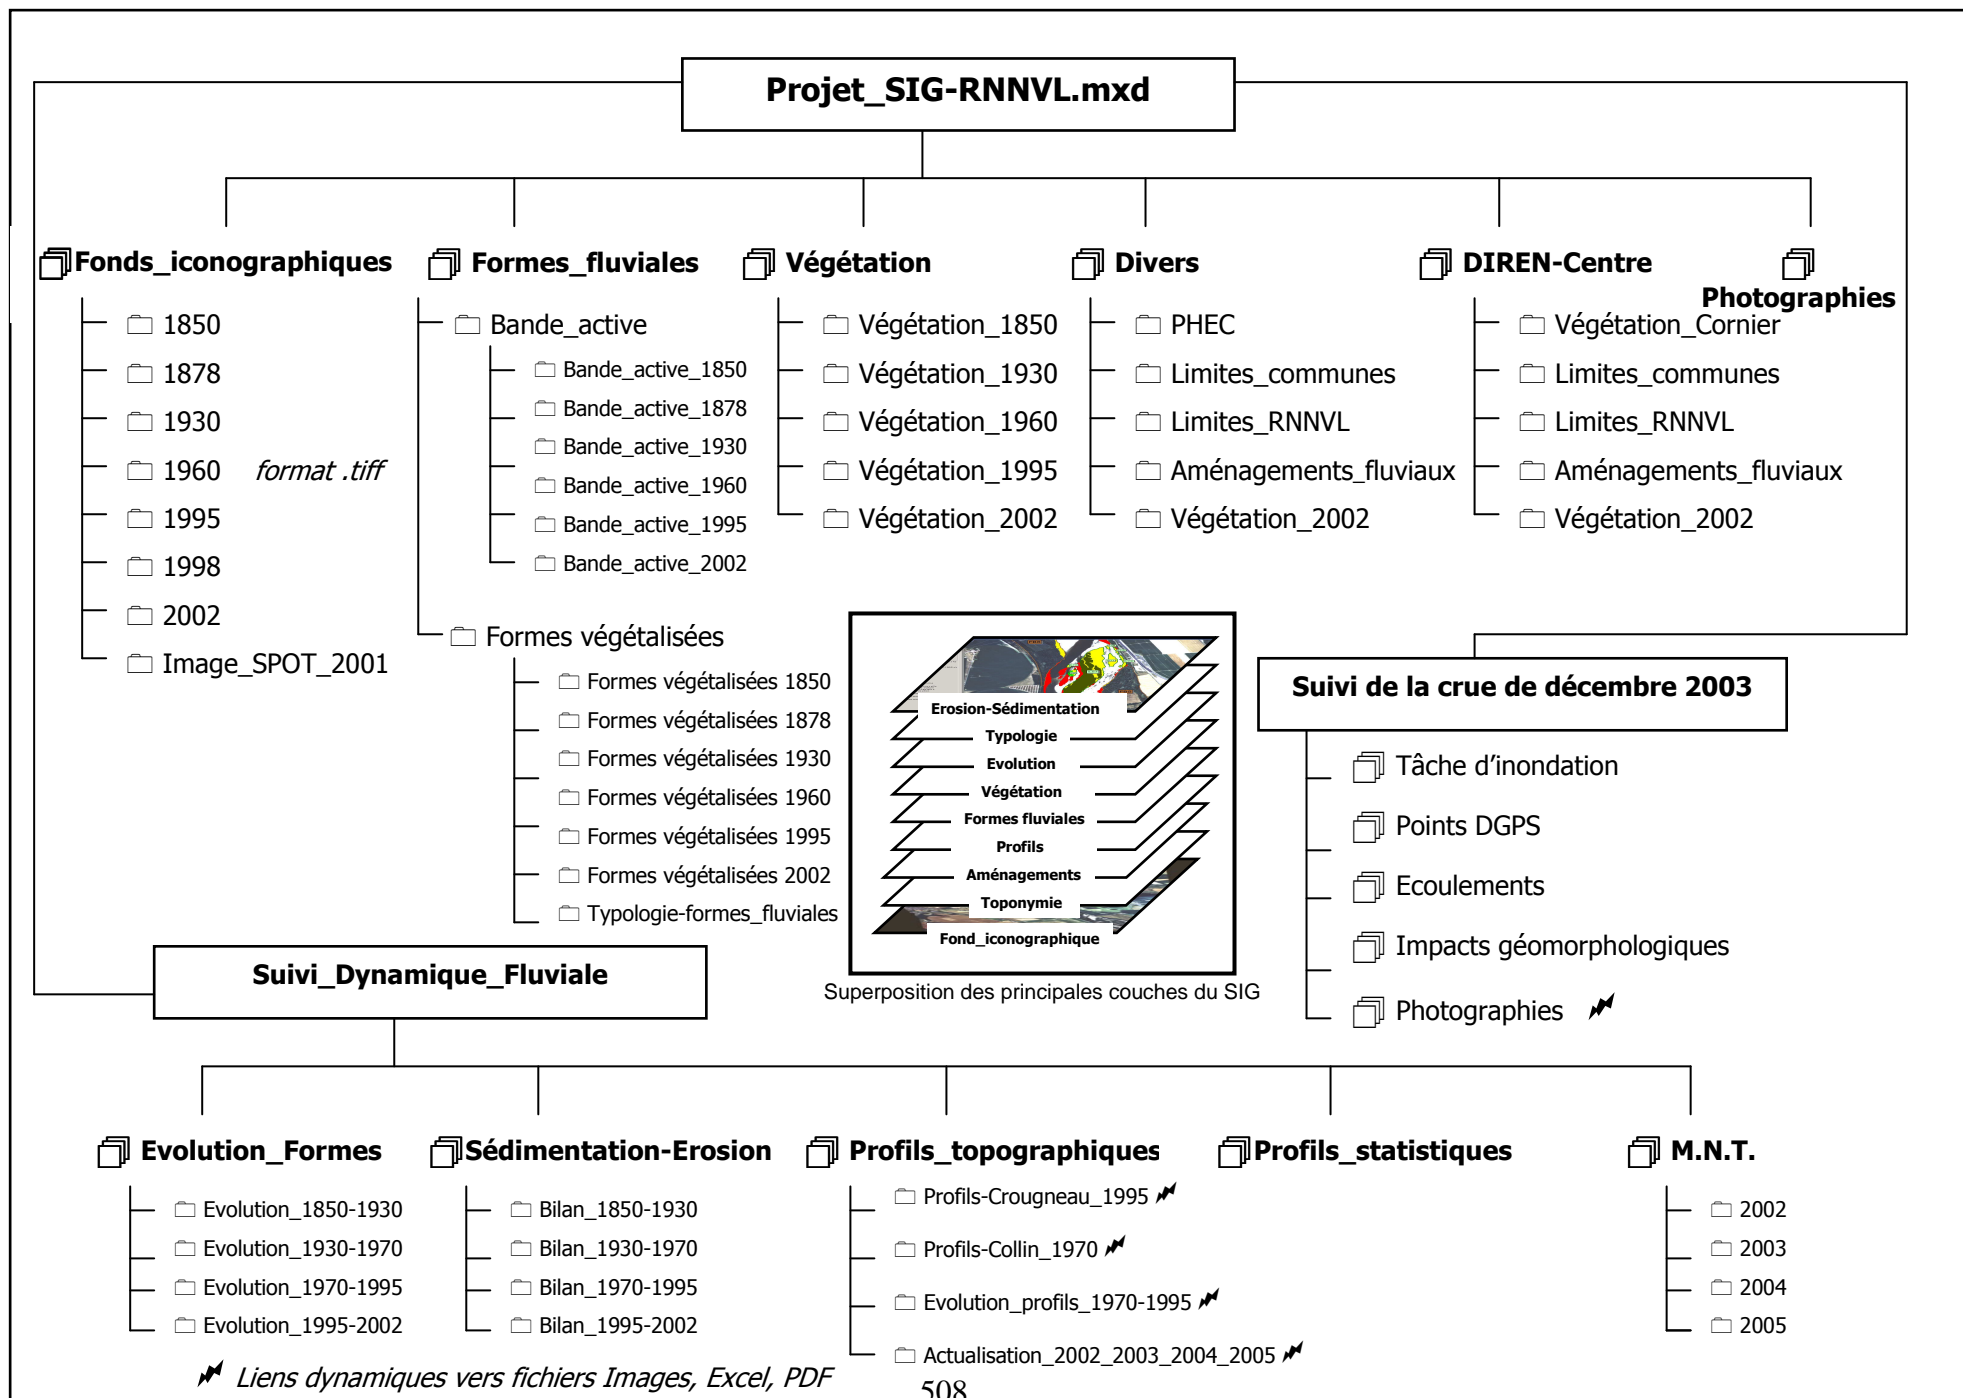 Projet_SIG-RNNVL.mxd
Fonds_iconographiques
1850
1878
1930
1960 format .tiff
1995
1998
2002
Image_SPOT_2001
Formes_fluviales
Bande_active
Bande_active_1850
Bande_active_1878
Bande_active_1930
Bande_active_1960
Bande_active_1995
Bande_active_2002
Formes végétalisées
Formes végétalisées 1850
Formes végétalisées 1878
Formes végétalisées 1930
Formes végétalisées 1960
Formes végétalisées 1995
Formes végétalisées 2002
Typologie-formes_fluviales
Végétation
Végétation_1850
Végétation_1930
Végétation_1960
Végétation_1995
Végétation_2002
Divers
PHEC
Limites_communes
Limites_RNNVL
Aménagements_fluviaux
Végétation_2002
DIREN-Centre
Végétation_Cornier
Limites_communes
Limites_RNNVL
Aménagements_fluviaux
Végétation_2002
Photographies
Erosion-Sédimentation
Typologie
Evolution
Végétation
Formes fluviales
Profils
Aménagements
Toponymie
Fond_iconographique
Superposition des principales couches du SIG
Suivi de la crue de décembre 2003
Tâche d’inondation
Points DGPS
Ecoulements
Impacts géomorphologiques
Photographies
Suivi_Dynamique_Fluviale
Evolution_Formes
Evolution_1850-1930
Evolution_1930-1970
Evolution_1970-1995
Evolution_1995-2002
Sédimentation-Erosion
Bilan_1850-1930
Bilan_1930-1970
Bilan_1970-1995
Bilan_1995-2002
Profils_topographiques
Profils-Crougneau_1995
Profils-Collin_1970
Evolution_profils_1970-1995
Actualisation_2002_2003_2004_2005
Profils_statistiques
M.N.T.
2002
2003
2004
2005
Liens dynamiques vers fichiers Images, Excel, PDF
508